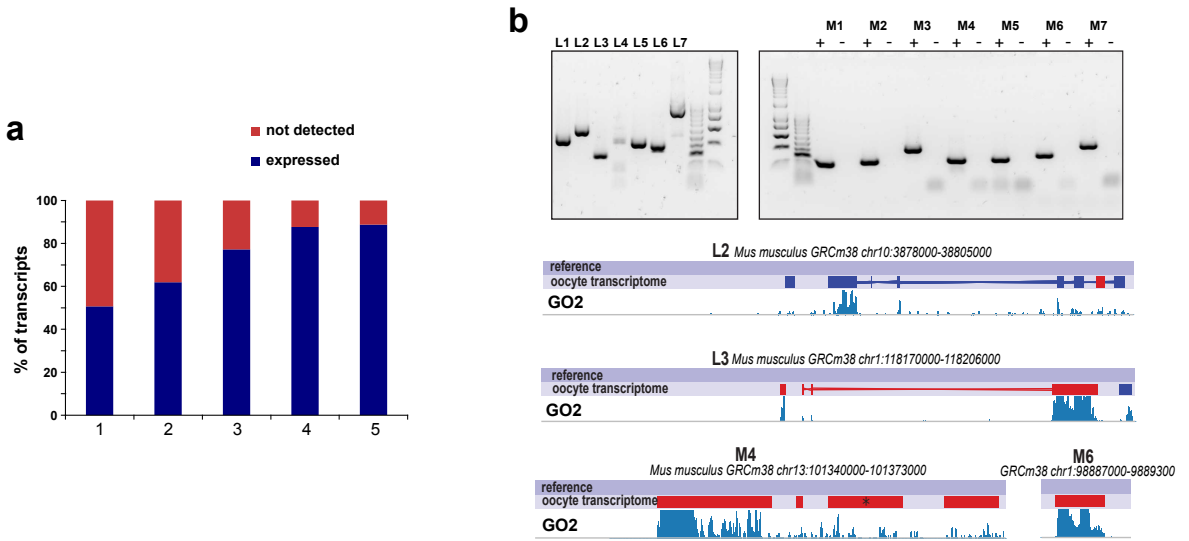 a
not detected
expressed
% of transcripts
100
80
60
40
20
0
1 2 3 4 5
b
L1 L2 L3 L4 L5 L6 L7
M1 M2 M3 M4 M5 M6 M7
+ - + - + - + - + - + - + -
L2 Mus musculus GRCm38 chr10:3878000-38805000
reference
oocyte transcriptome
GO2
L3 Mus musculus GRCm38 chr1:118170000-118206000
reference
oocyte transcriptome
GO2
M4
Mus musculus GRCm38 chr13:101340000-101373000
reference
oocyte transcriptome
*
GO2
M6
GRCm38 chr1:98887000-9889300